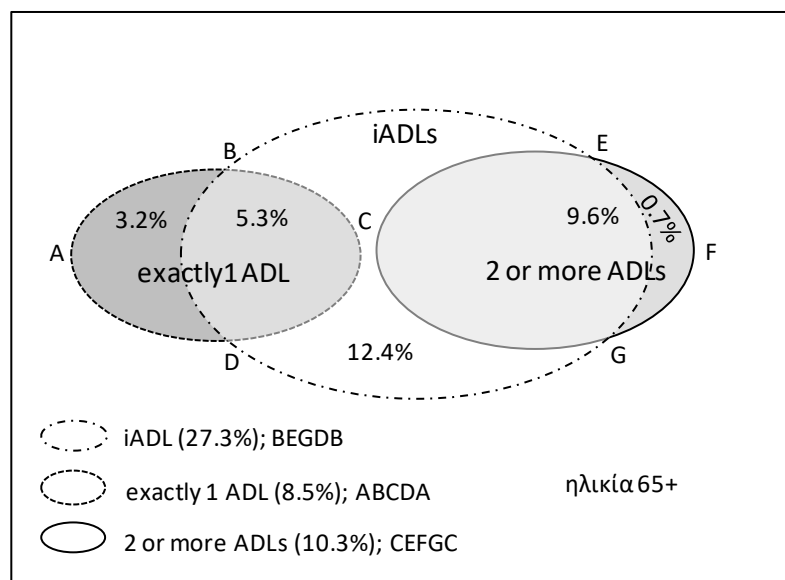 iADLs
B
E
3.2%
5.3%
C
9.6%
0.7%
A
exactly1 ADL
2 or more ADLs
F
D
12.4%
G
iADL (27.3%); BEGDB
exactly 1 ADL (8.5%); ABCDA
ηλικία 65+
2 or more ADLs (10.3%); CEFGC